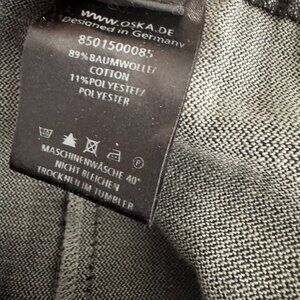 WWW.OSKA.DE
Designed in Germany
8501500085
89%BAUMWOLLE/
COTTON
11%POLYESTER/
POLYESTER
MASCHINENWÄSCHE 40°
NICHT BLEICHEN
TROCKNEN IM TUMBLER